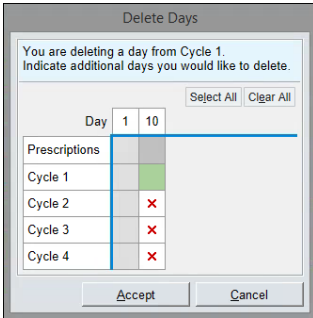 Delete Days
You are deleting a day from Cycle 1.
Indicate additional days you would like to delete.
Select All Clear All
Day 1 10
Prescriptions
Cycle 1
Cycle 2
Cycle 3
Cycle 4
Accept Cancel